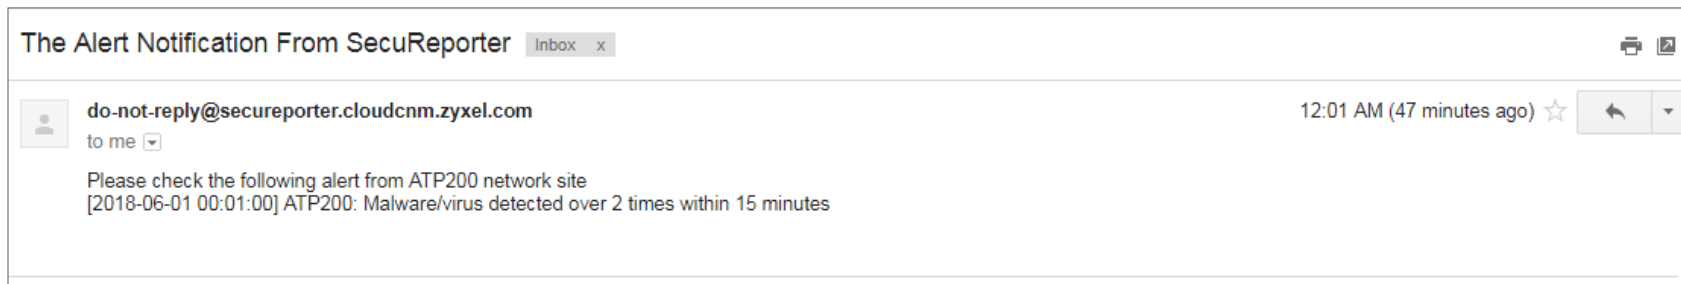 The Alert Notification From SecuReporter Inbox x
do-not-reply@secureporter.cloudcnm.zyxel.com 12:01 AM (47 minutes ago)
to me
Please check the following alert from ATP200 network site
[2018-06-01 00:01:00] ATP200: Malware/virus detected over 2 times within 15 minutes